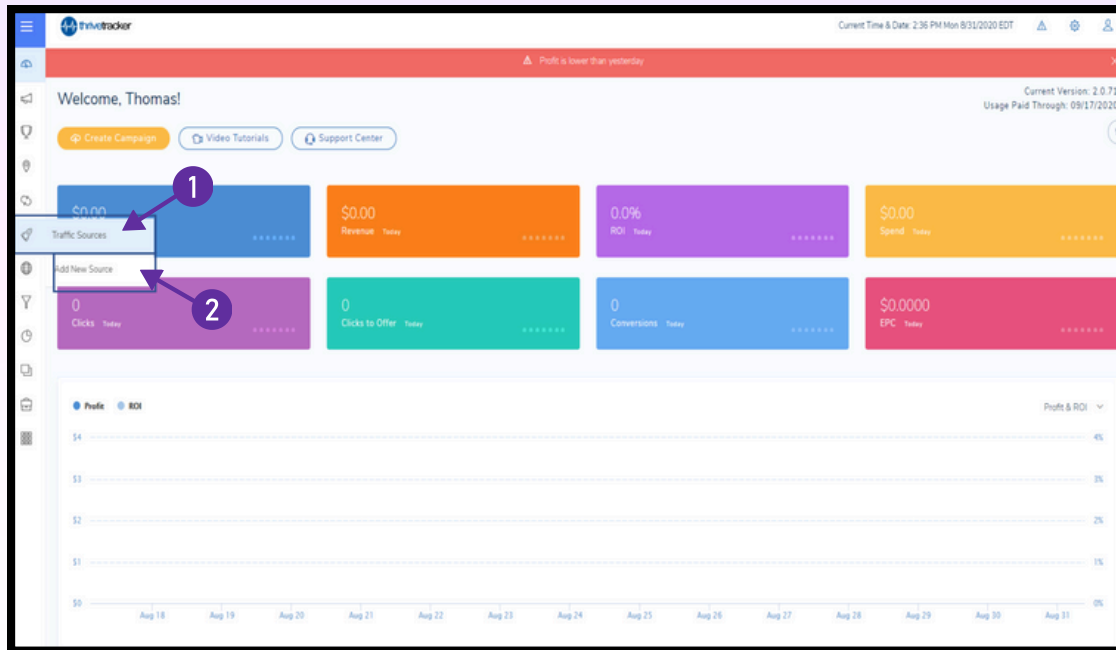 thrivetracker
Current Time & Date: 2:36 PM Mon 8/31/2020 EDT
Profit is lower than yesterday
Welcome, Thomas!
Current Version: 2.0.71
Usage Paid Through: 09/17/2020
Create Campaign
Video Tutorials
Support Center
1
$0.00
$0.00
Revenue Today
0.0%
ROI Today
$0.00
Spend Today
Traffic Sources
Add New Source
2
0
Clicks Today
0
Clicks to Offer Today
0
Conversions Today
$0.0000
EPC Today
Profit
ROI
Profit & ROI
$4
4%
$3
3%
$2
2%
$1
1%
$0
0%
Aug 18 Aug 19 Aug 20 Aug 21 Aug 22 Aug 23 Aug 24 Aug 25 Aug 26 Aug 27 Aug 28 Aug 29 Aug 30 Aug 31